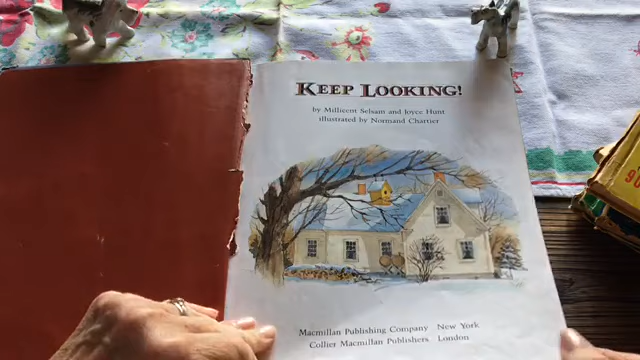 KEEP LOOKING!
by Millicent Selsam and Joyce Hunt
illustrated by Normand Chartier
Macmillan Publishing Company New York
Collier Macmillan Publishers London